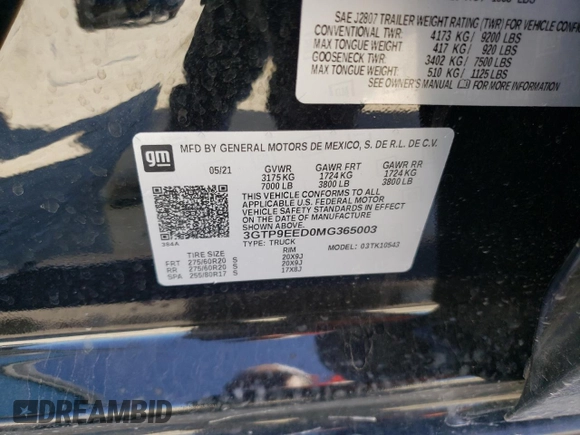 SAE J2807 TRAILER WEIGHT RATING (TWR) FOR VEHICLE
CONVENTIONAL TWR: 4173 KG / 9200 LBS
MAX TONGUE WEIGHT: 417 KG / 920 LBS
GOOSENECK TWR: 3402 KG / 7500 LBS
MAX TONGUE WEIGHT: 510 KG / 1125 LBS
SEE OWNER'S MANUAL FOR MORE INFORMATION
gm
MFD BY GENERAL MOTORS DE MEXICO, S. DE R.L. DE C.V.
05/21 GVWR GAWR FRT GAWR RR
3175 KG 1724 KG 1724 KG
7000 LB 3800 LB 3800 LB
THIS VEHICLE CONFORMS TO ALL APPLICABLE
U.S. FEDERAL MOTOR VEHICLE SAFETY, BUMPER, AND
THEFT PREVENTION STANDARDS IN EFFECT ON THE
DATE OF MANUFACTURE
SHOWN ABOVE.
3GTP9EED0MG365003
TYPE: TRUCK MODEL: 03TK10543
364A
TIRE SIZE RIM
FRT 275/60R20 S 20X9J
RR 275/60R20 S 20X9J
SPA 255/80R17 S 17X8J
DREAMBID